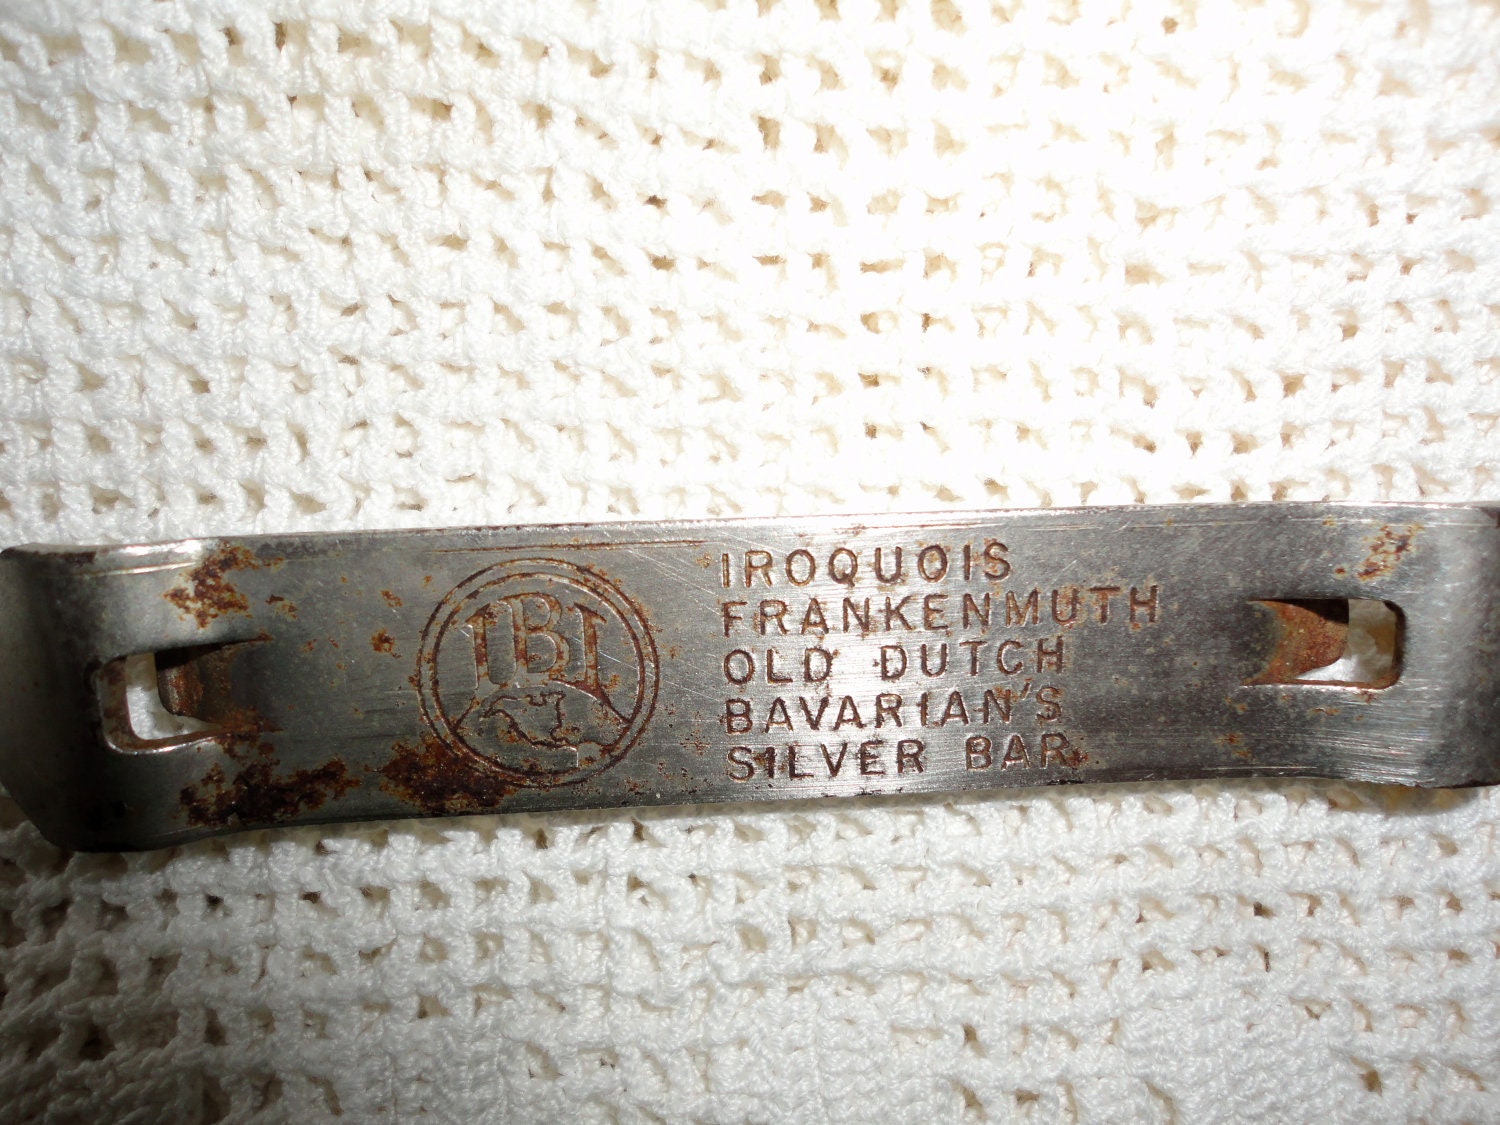 IBI
IROQUOIS
FRANKENMUTH
OLD DUTCH
BAVARIAN'S
SILVER BAR